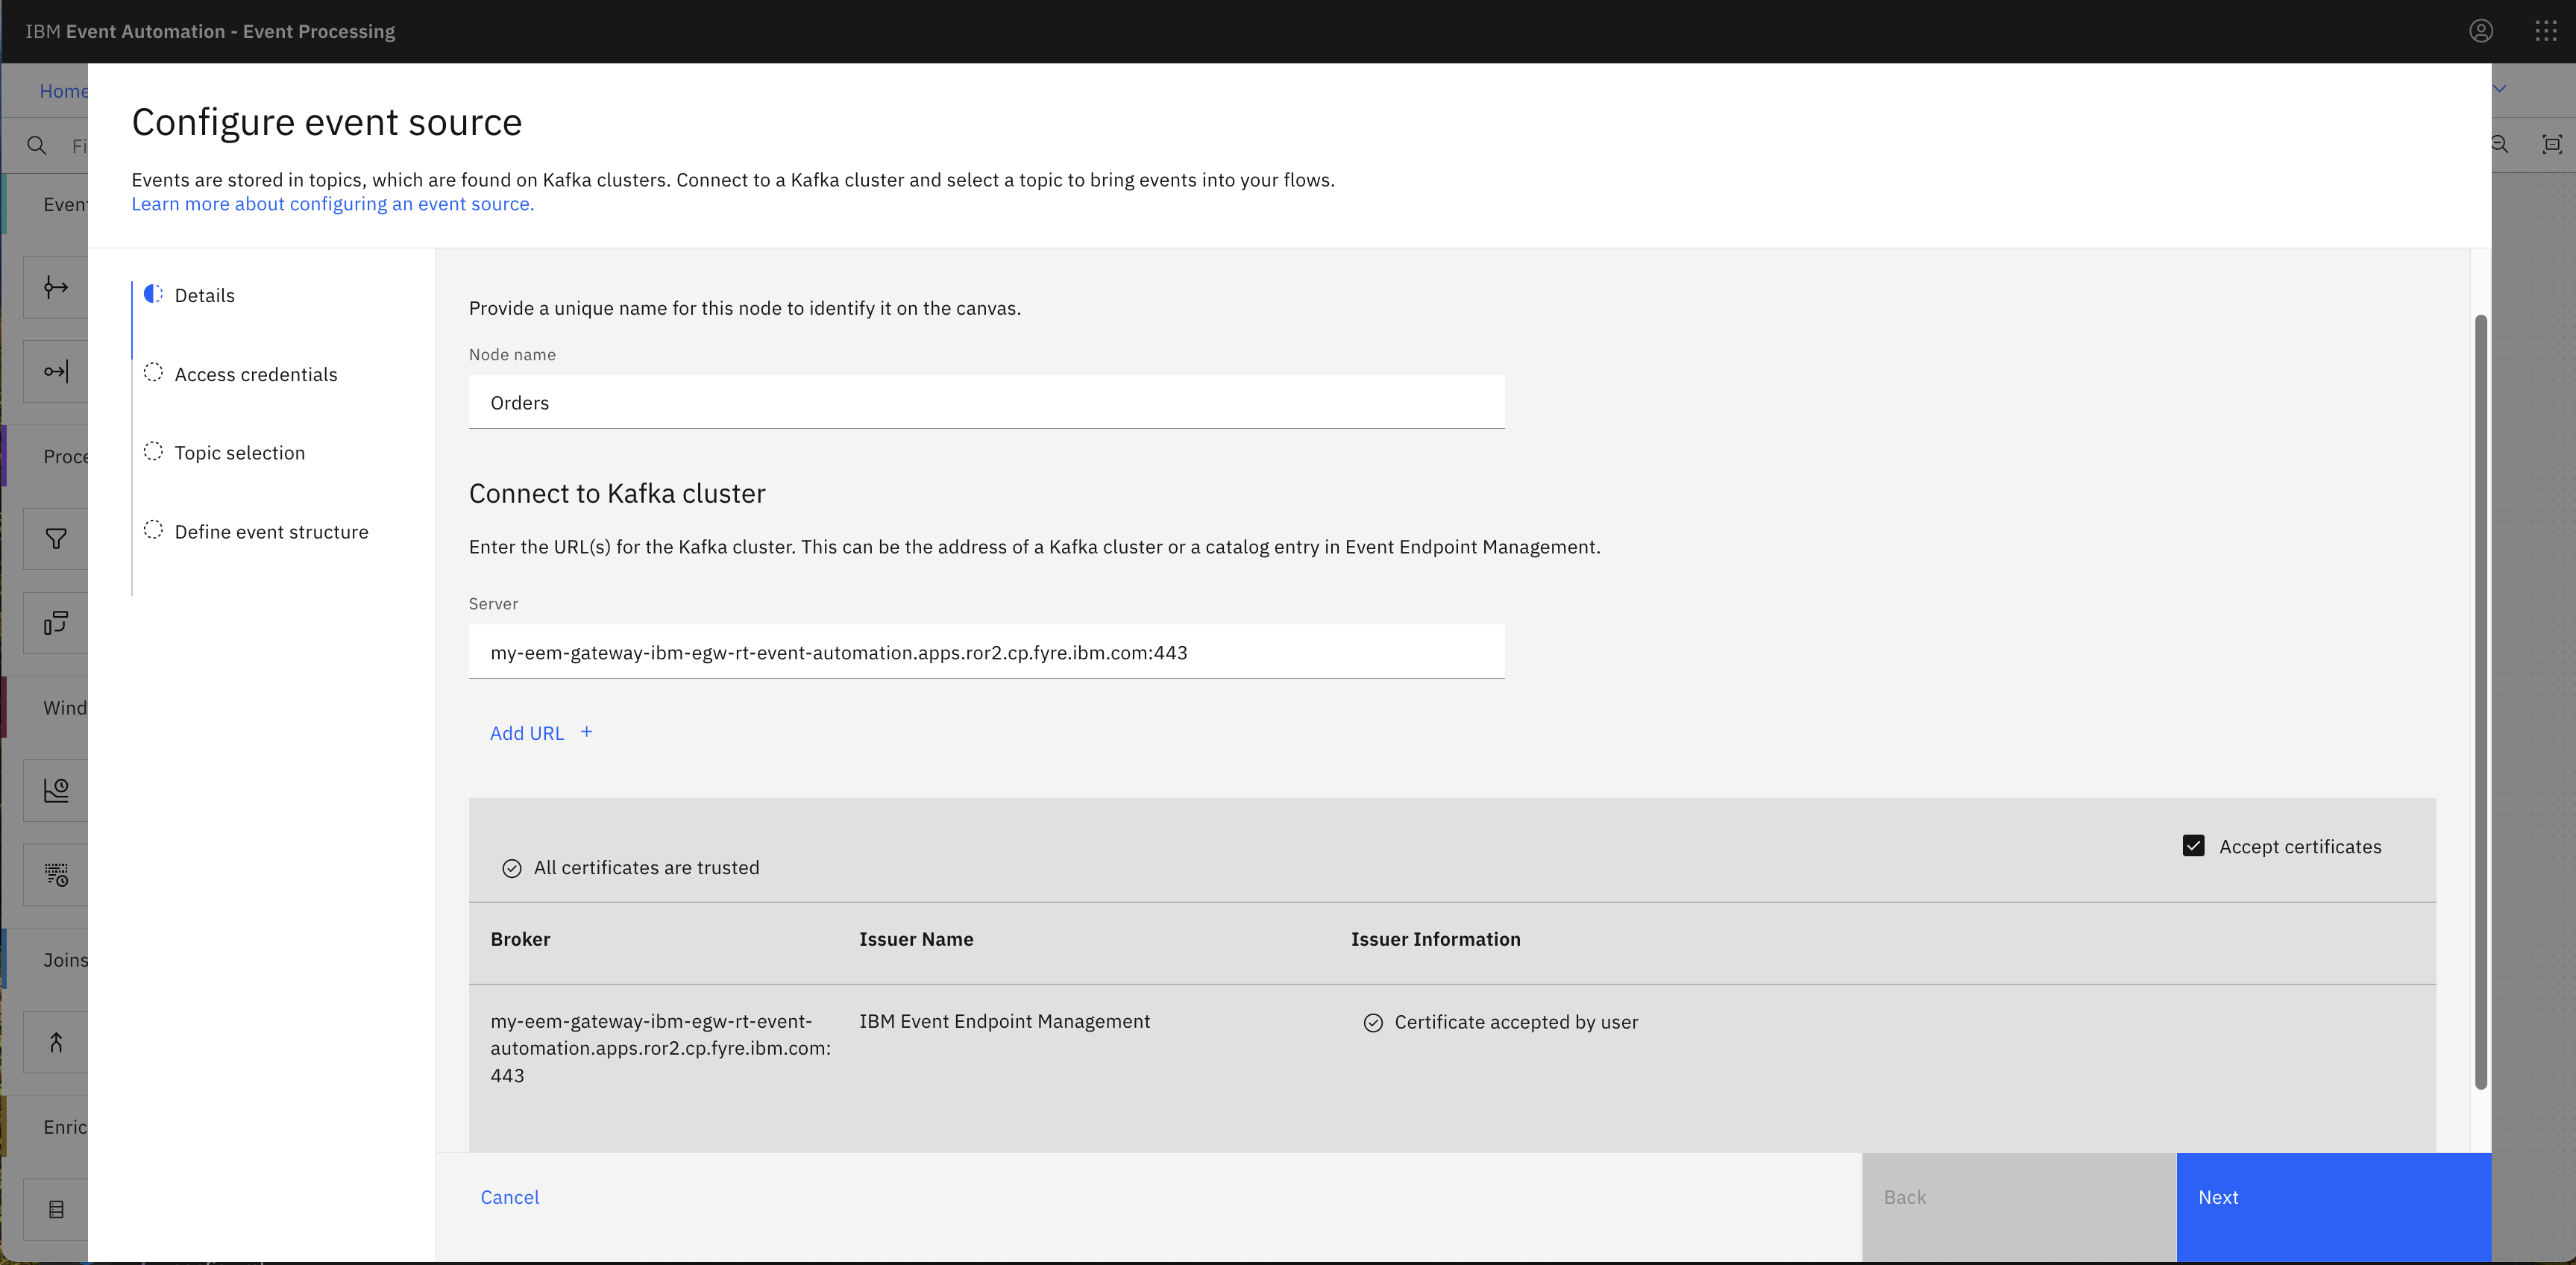 IBM Event Automation - Event Processing
Home
Configure event source
Events are stored in topics, which are found on Kafka clusters. Connect to a Kafka cluster and select a topic to bring events into your flows.
Learn more about configuring an event source.
Details
Access credentials
Topic selection
Define event structure
Provide a unique name for this node to identify it on the canvas.
Node name
Orders
Connect to Kafka cluster
Enter the URL(s) for the Kafka cluster. This can be the address of a Kafka cluster or a catalog entry in Event Endpoint Management.
Server
my-eem-gateway-ibm-egw-rt-event-automation.apps.ror2.cp.fyre.ibm.com:443
Add URL +
All certificates are trusted
Accept certificates
Broker Issuer Name Issuer Information
my-eem-gateway-ibm-egw-rt-event-
automation.apps.ror2.cp.fyre.ibm.com:
443
IBM Event Endpoint Management
Certificate accepted by user
Cancel
Back
Next
Fi
Even
Proce
Wind
Joins
Enric